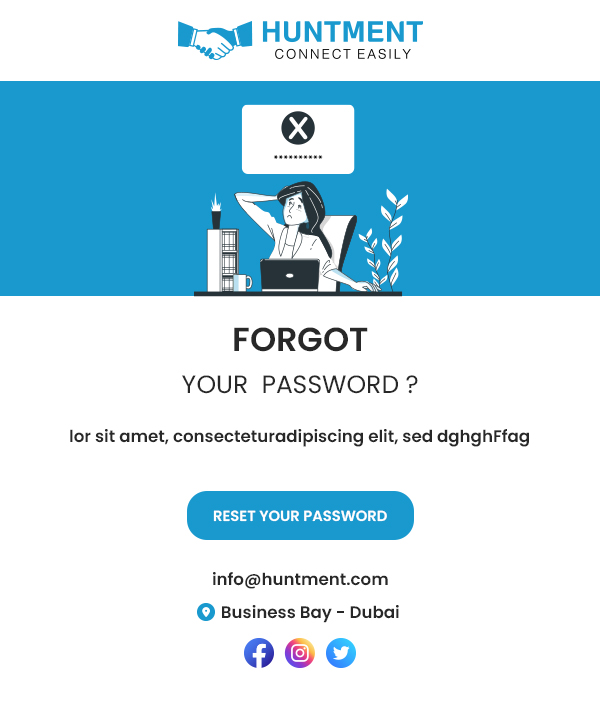 HUNTMENT
CONNECT EASILY
X
**********
FORGOT
YOUR PASSWORD ?
lor sit amet, consecteturadipiscing elit, sed dghghFfag
RESET YOUR PASSWORD
info@huntment.com
Business Bay - Dubai